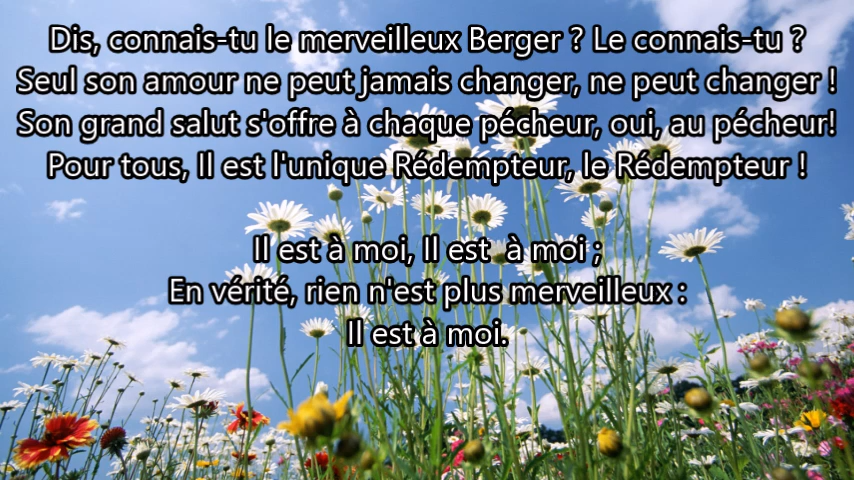 Dis, connais-tu le merveilleux Berger ? Le connais-tu ?
Seul son amour ne peut jamais changer, ne peut changer !
Son grand salut s'offre à chaque pécheur, oui, au pécheur!
Pour tous, Il est l'unique Rédempteur, le Rédempteur !
Il est à moi, Il est  à moi ;
En vérité, rien n'est plus merveilleux :
Il est à moi.